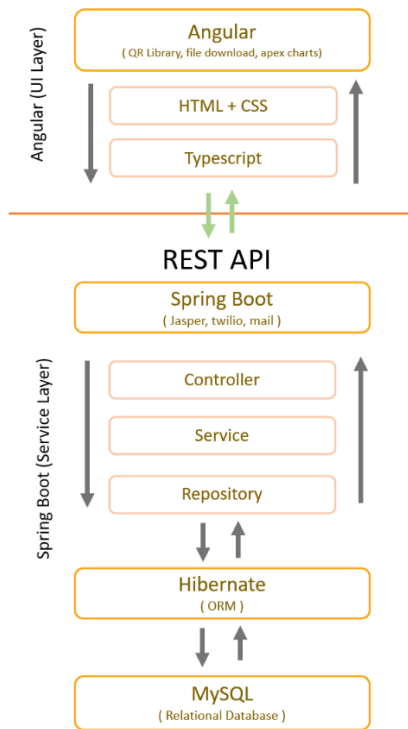 Angular
( QR Library, file download, apex charts)
Angular (UI Layer)
HTML + CSS
Typescript
REST API
Spring Boot
( Jasper, twilio, mail )
Spring Boot (Service Layer)
Controller
Service
Repository
Hibernate
( ORM )
MySQL
( Relational Database )